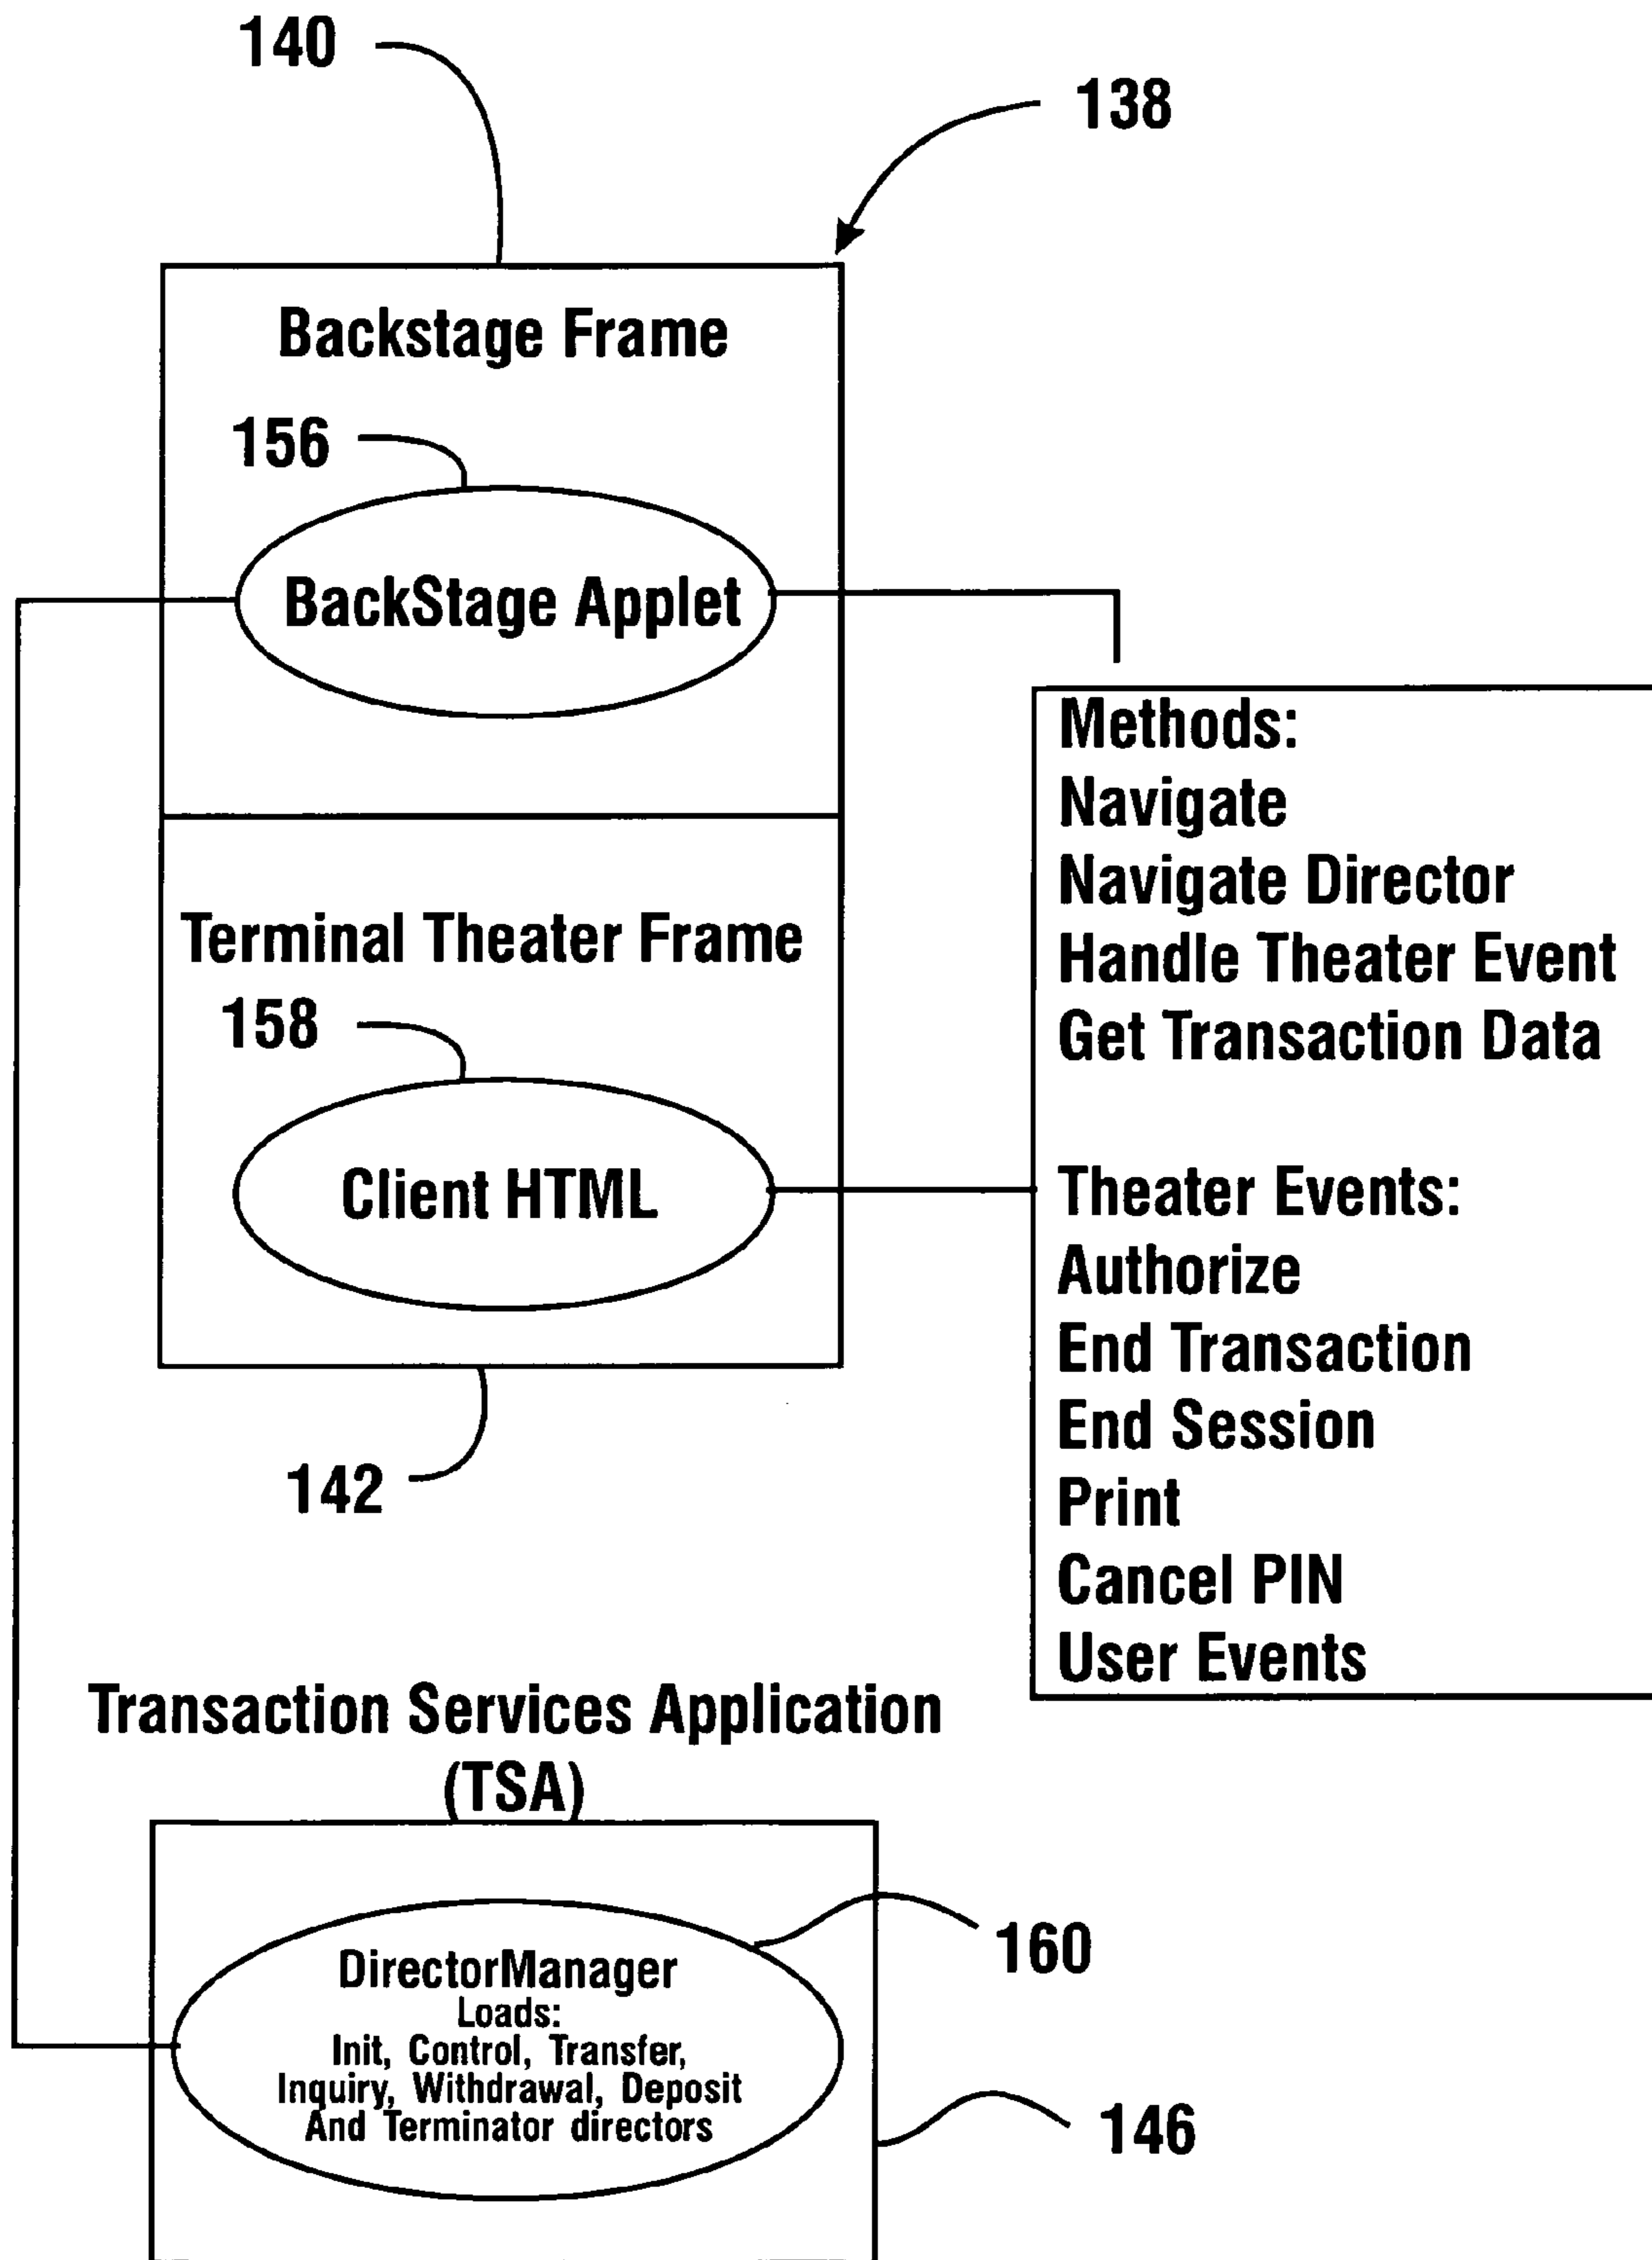 140
138
Backstage Frame
156
BackStage Applet
Methods:
Navigate
Navigate Director
Handle Theater Event
Get Transaction Data
Terminal Theater Frame
158
Client HTML
Theater Events:
Authorize
End Transaction
End Session
Print
Cancel PIN
User Events
142
Transaction Services Application
(TSA)
160
DirectorManager
Loads:
Init, Control, Transfer,
Inquiry, Withdrawal, Deposit
And Terminator directors
146